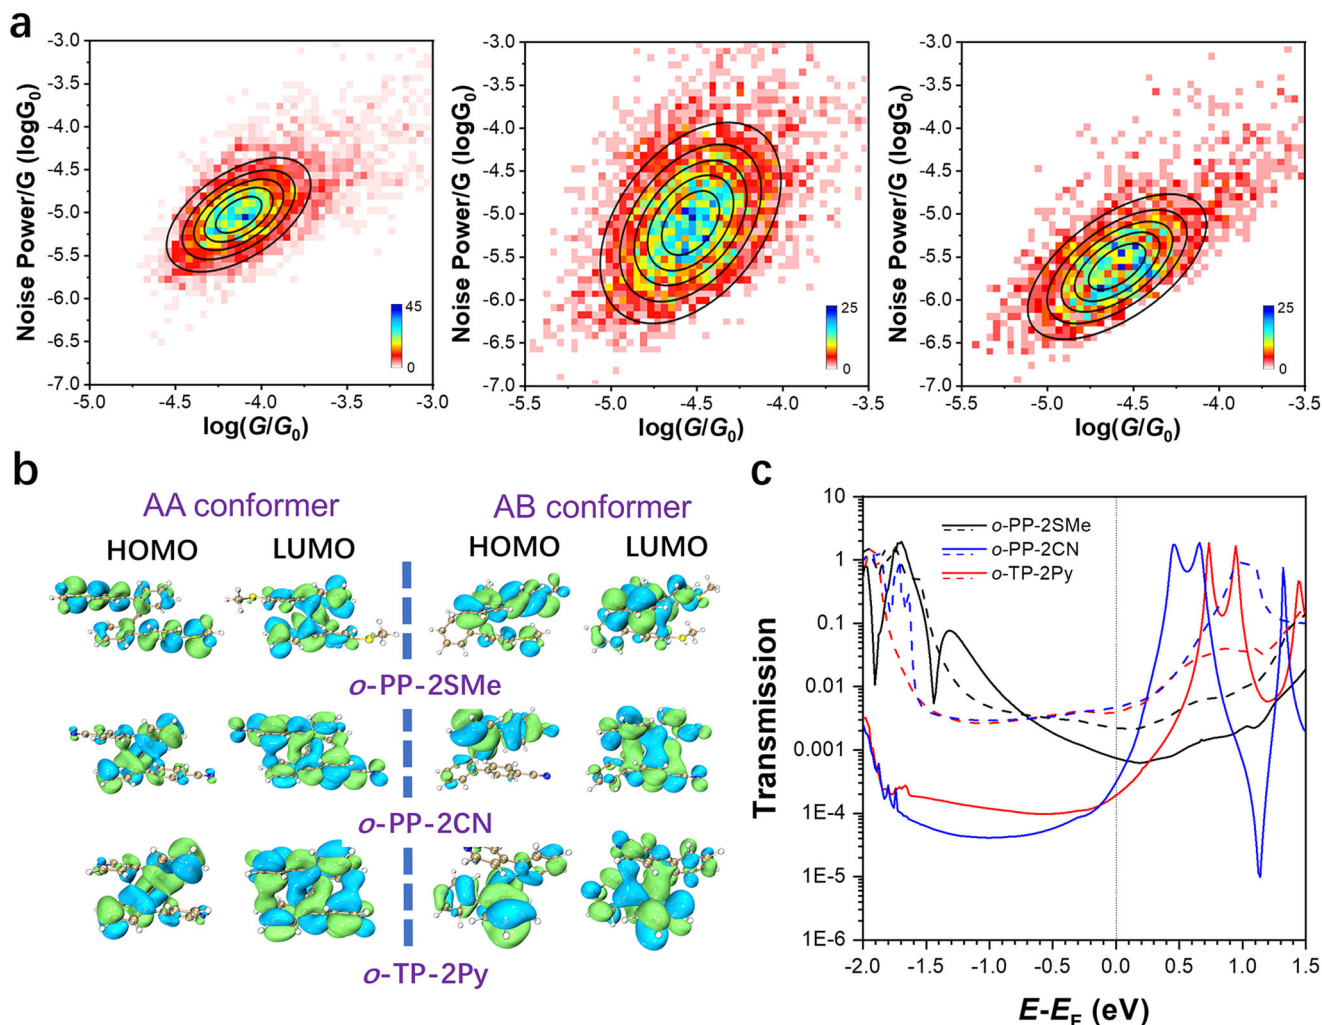 a
Noise Power/G (logG₀)
-3.0
-3.5
-4.0
-4.5
-5.0
-5.5
-6.0
-6.5
-7.0
45
0
-5.0 -4.5 -4.0 -3.5 -3.0
log(G/G₀)
Noise Power/G (logG₀)
-3.0
-3.5
-4.0
-4.5
-5.0
-5.5
-6.0
-6.5
-7.0
25
0
-5.5 -5.0 -4.5 -4.0 -3.5
log(G/G₀)
Noise Power/G (logG₀)
-3.0
-3.5
-4.0
-4.5
-5.0
-5.5
-6.0
-6.5
-7.0
25
0
-5.5 -5.0 -4.5 -4.0 -3.5
log(G/G₀)
b
AA conformer AB conformer
HOMO LUMO HOMO LUMO
o-PP-2SMe
o-PP-2CN
o-TP-2Py
c
Transmission
10
1
0.1
0.01
0.001
1E-4
1E-5
1E-6
o-PP-2SMe
o-PP-2CN
o-TP-2Py
-2.0 -1.5 -1.0 -0.5 0.0 0.5 1.0 1.5
E-E_F (eV)